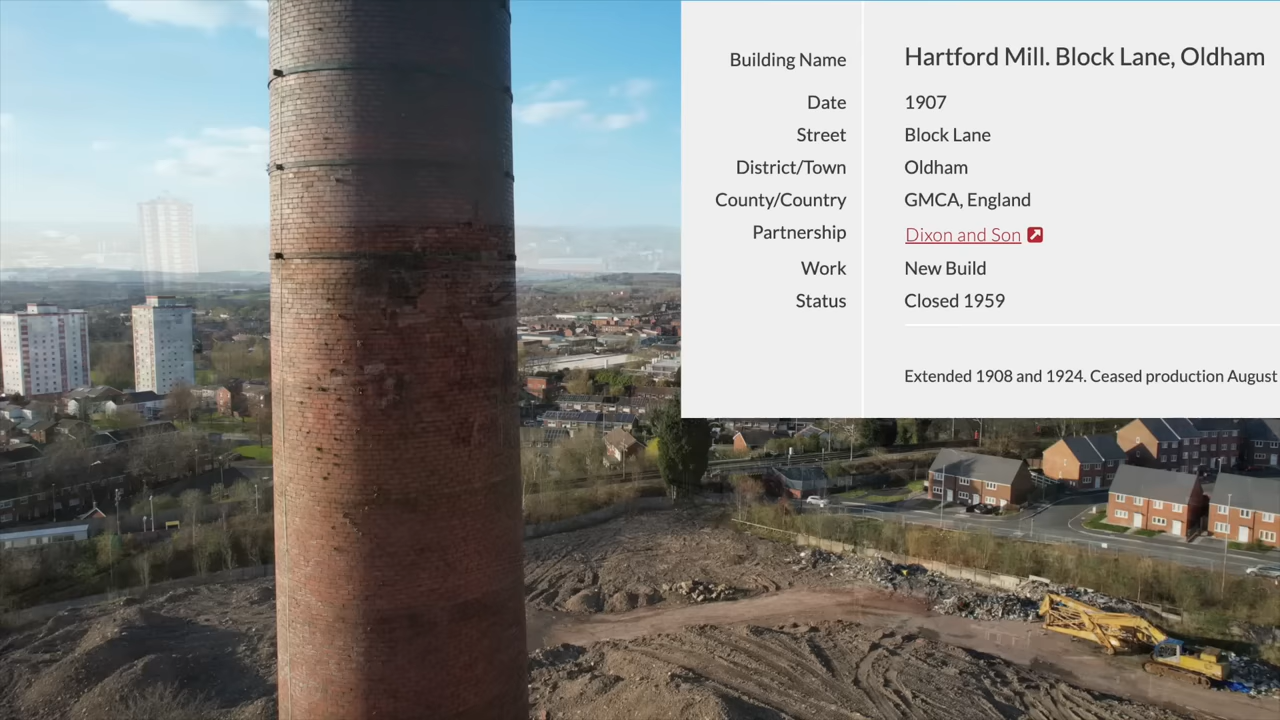 Building Name Hartford Mill. Block Lane, Oldham
Date 1907
Street Block Lane
District/Town Oldham
County/Country GMCA, England
Partnership Dixon and Son
Work New Build
Status Closed 1959
Extended 1908 and 1924. Ceased production August